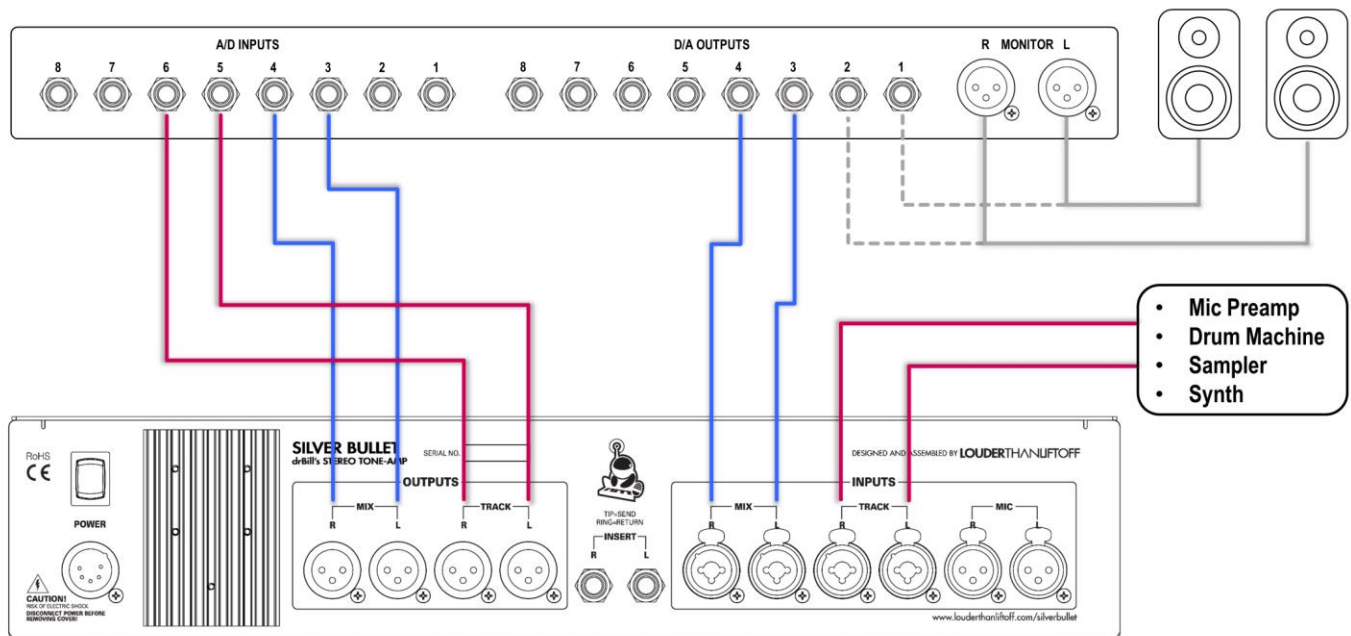 A/D INPUTS
D/A OUTPUTS
R MONITOR L
8 7 6 5 4 3 2 1
8 7 6 5 4 3 2 1
• Mic Preamp
• Drum Machine
• Sampler
• Synth
RoHS
CE
POWER
CAUTION!
RISK OF ELECTRIC SHOCK
DISCONNECT POWER BEFORE
REMOVING COVER!
SILVER BULLET
drBill's STEREO TONE-AMP
SERIAL NO.
OUTPUTS
MIX
TRACK
R L R L
TIP=SEND
RING=RETURN
INSERT
R L
DESIGNED AND ASSEMBLED BY LOUDERTHANLIFTOFF
INPUTS
MIX
TRACK
MIC
R L R L R L
www.louderthanliftoff.com/silverbullet